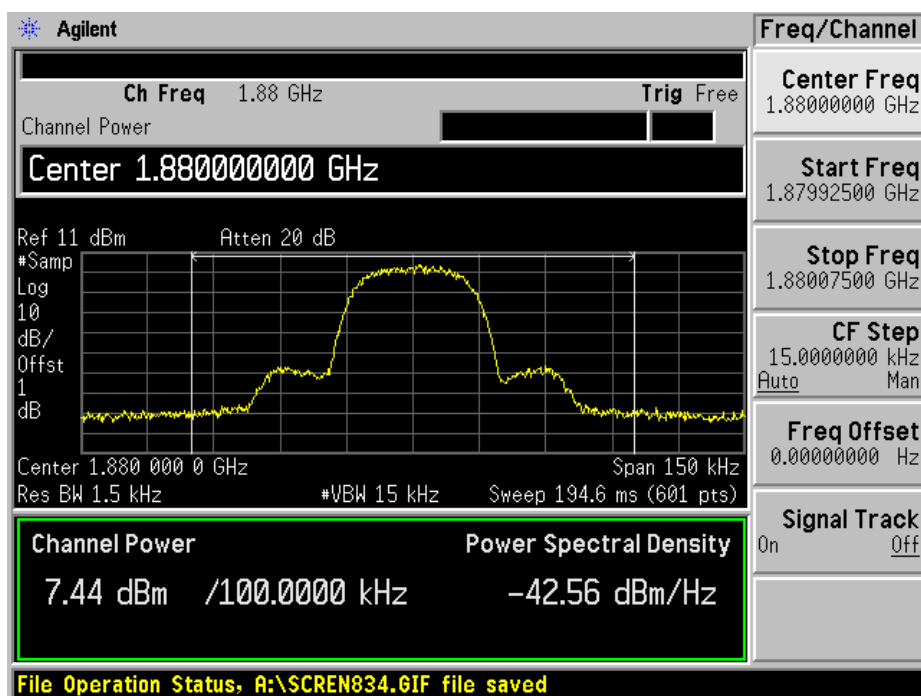 Agilent
Freq/Channel
Ch Freq 1.88 GHz Trig Free
Channel Power
Center 1.880000000 GHz
Ref 11 dBm Atten 20 dB
#Samp
Log
10
dB/
Offst
1
dB
Center 1.880 000 0 GHz Span 150 kHz
Res BW 1.5 kHz #VBW 15 kHz Sweep 194.6 ms (601 pts)
Channel Power Power Spectral Density
7.44 dBm /100.0000 kHz -42.56 dBm/Hz
File Operation Status, A:\SCREN834.GIF file saved
Center Freq
1.88000000 GHz
Start Freq
1.87992500 GHz
Stop Freq
1.88007500 GHz
CF Step
15.0000000 kHz
Auto Man
Freq Offset
0.00000000 Hz
Signal Track
On Off